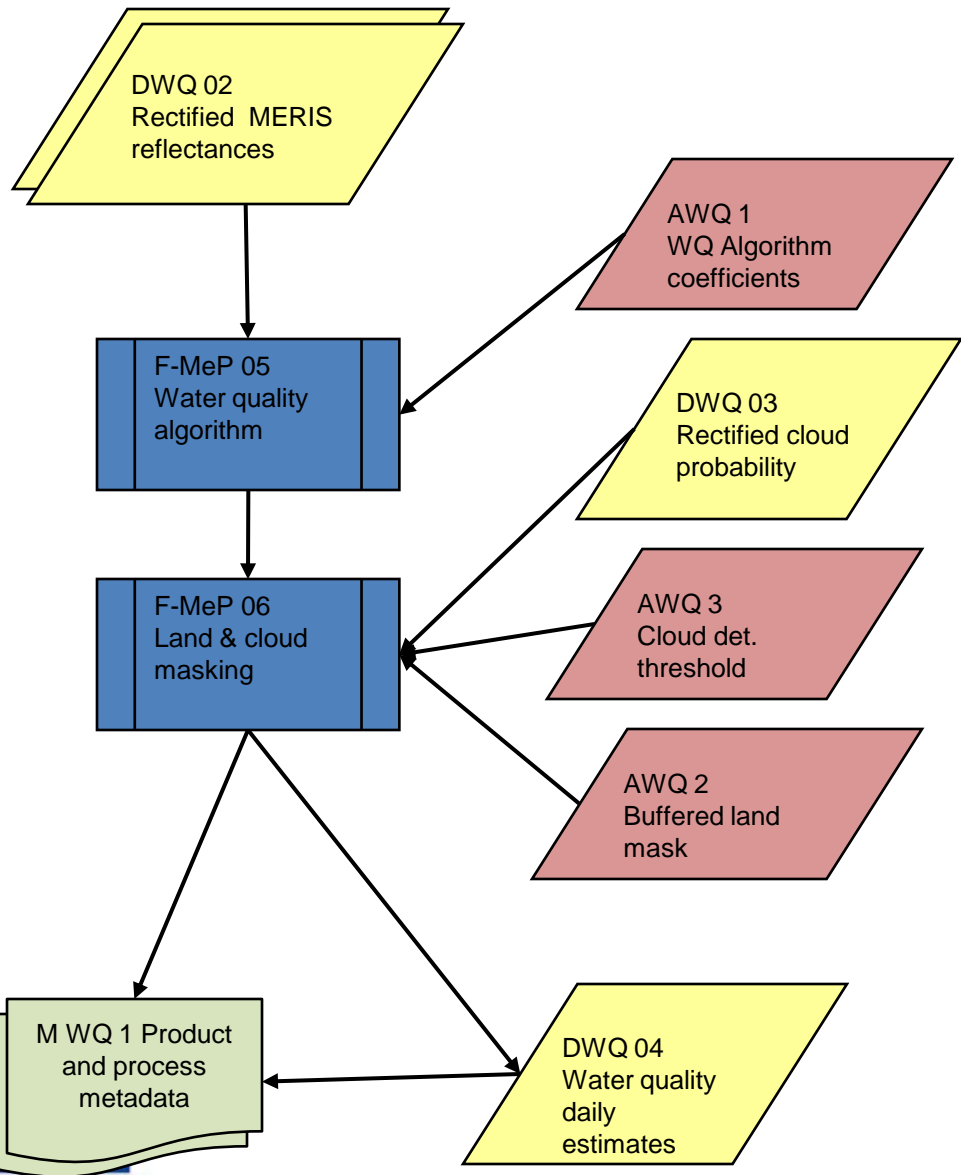 DWQ 02
Rectified MERIS
reflectances
AWQ 1
WQ Algorithm
coefficients
F-MeP 05
Water quality
algorithm
DWQ 03
Rectified cloud
probability
F-MeP 06
Land & cloud
masking
AWQ 3
Cloud det.
threshold
AWQ 2
Buffered land
mask
M WQ 1 Product
and process
metadata
DWQ 04
Water quality
daily
estimates